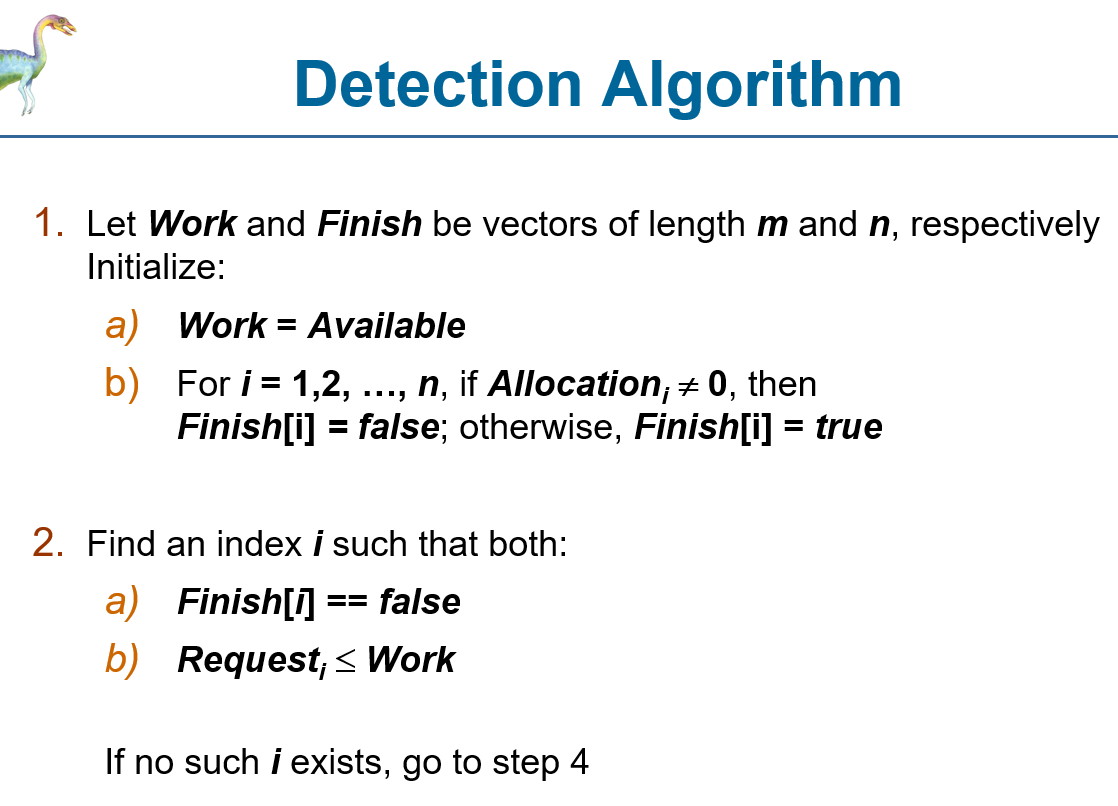 Detection Algorithm
1. Let Work and Finish be vectors of length m and n, respectively
Initialize:
a) Work = Available
b) For i = 1,2, …, n, if Allocationi ≠ 0, then
Finish[i] = false; otherwise, Finish[i] = true
2. Find an index i such that both:
a) Finish[i] == false
b) Requesti ≤ Work
If no such i exists, go to step 4